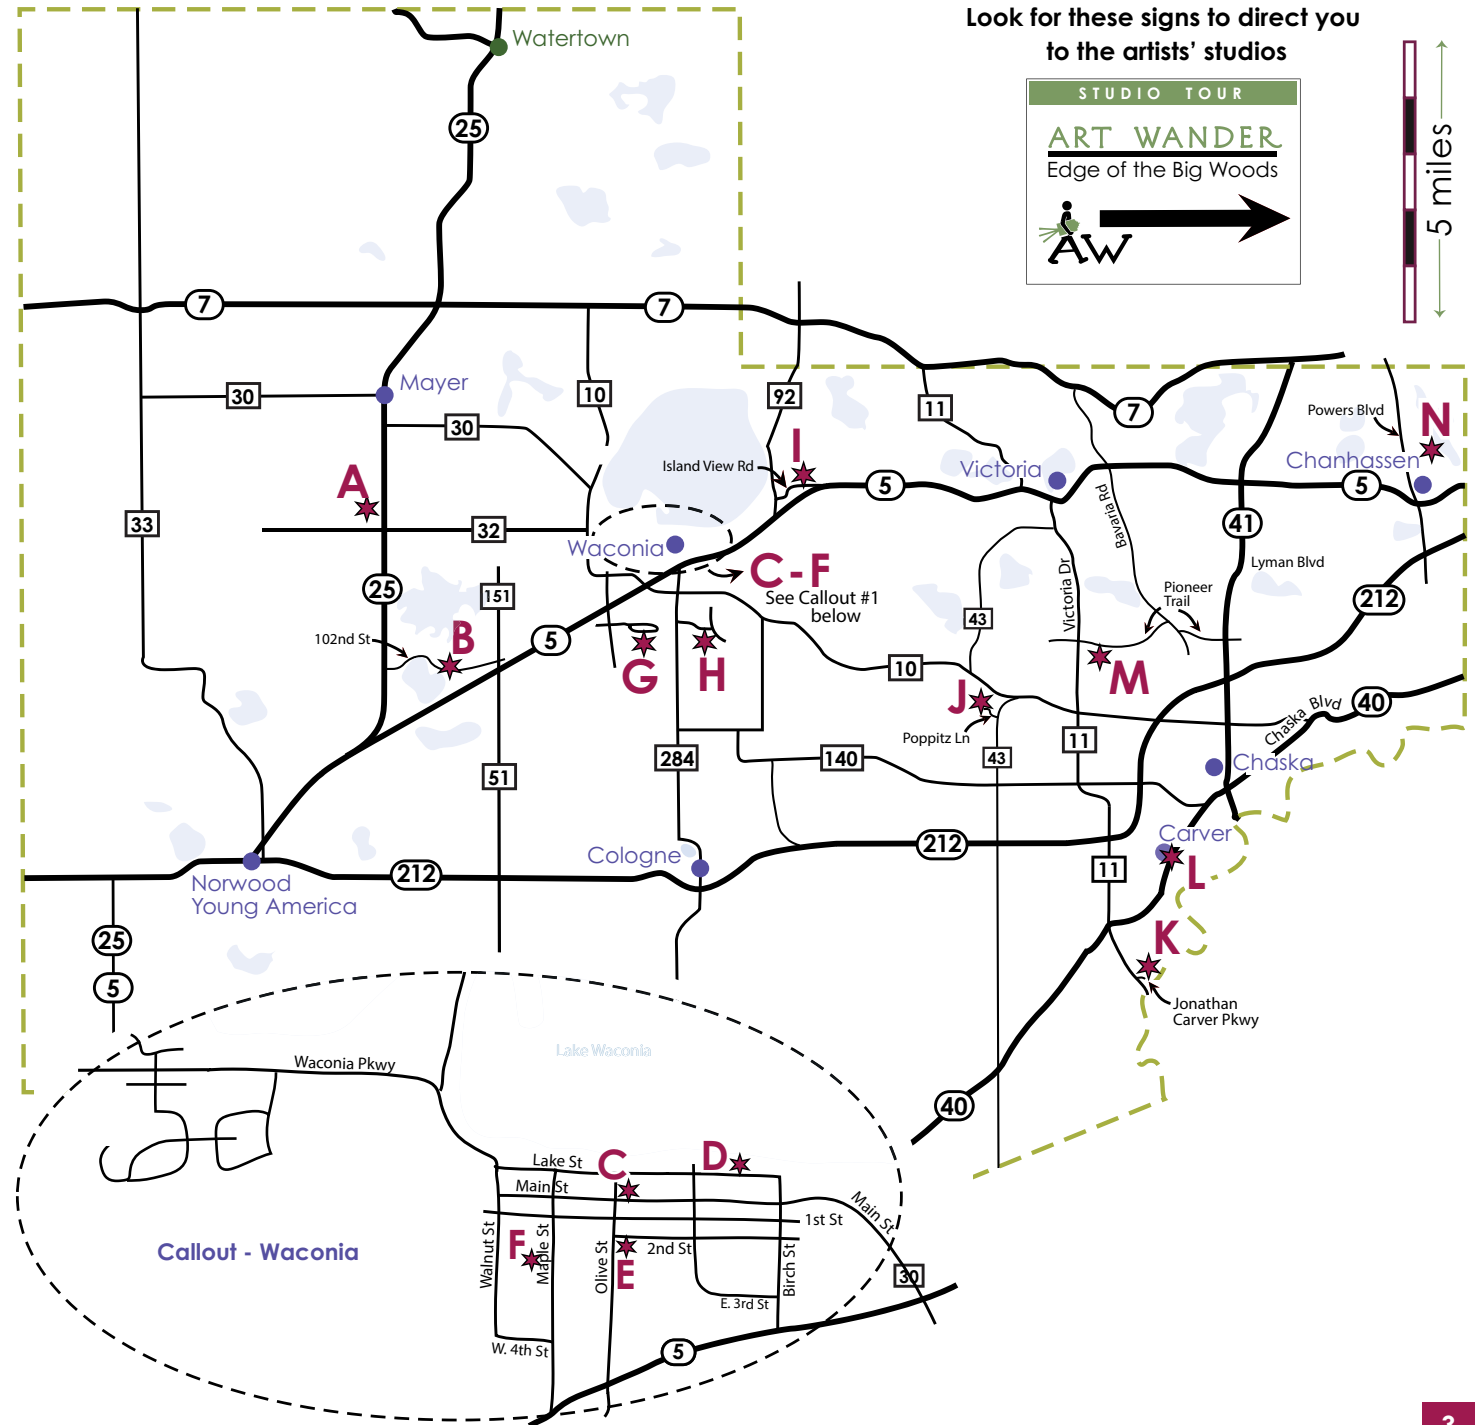 Look for these signs to direct you
to the artists' studios
STUDIO TOUR
ART WANDER
Edge of the Big Woods
AW
5 miles
Watertown
25
7
7
Mayer
30
30
10
92
11
7
Powers Blvd
N
Chanhassen
5
I
Island View Rd
5
Victoria
A
33
32
Waconia
C-F
See Callout #1
below
Bavaria Rd
41
Lyman Blvd
212
25
151
102nd St
B
5
G
H
43
Victoria Dr
Pioneer
Trail
M
10
J
Poppitz Ln
40
Chaska Blvd
284
140
43
11
51
Chaska
Cologne
212
Carver
L
11
Norwood
Young America
212
25
5
K
Jonathan
Carver Pkwy
40
Waconia Pkwy
Lake Waconia
Lake St
C
D
Main St
Main St
1st St
Walnut St
F
Maple St
Olive St
E
2nd St
Birch St
30
E. 3rd St
W. 4th St
5
Callout - Waconia
3